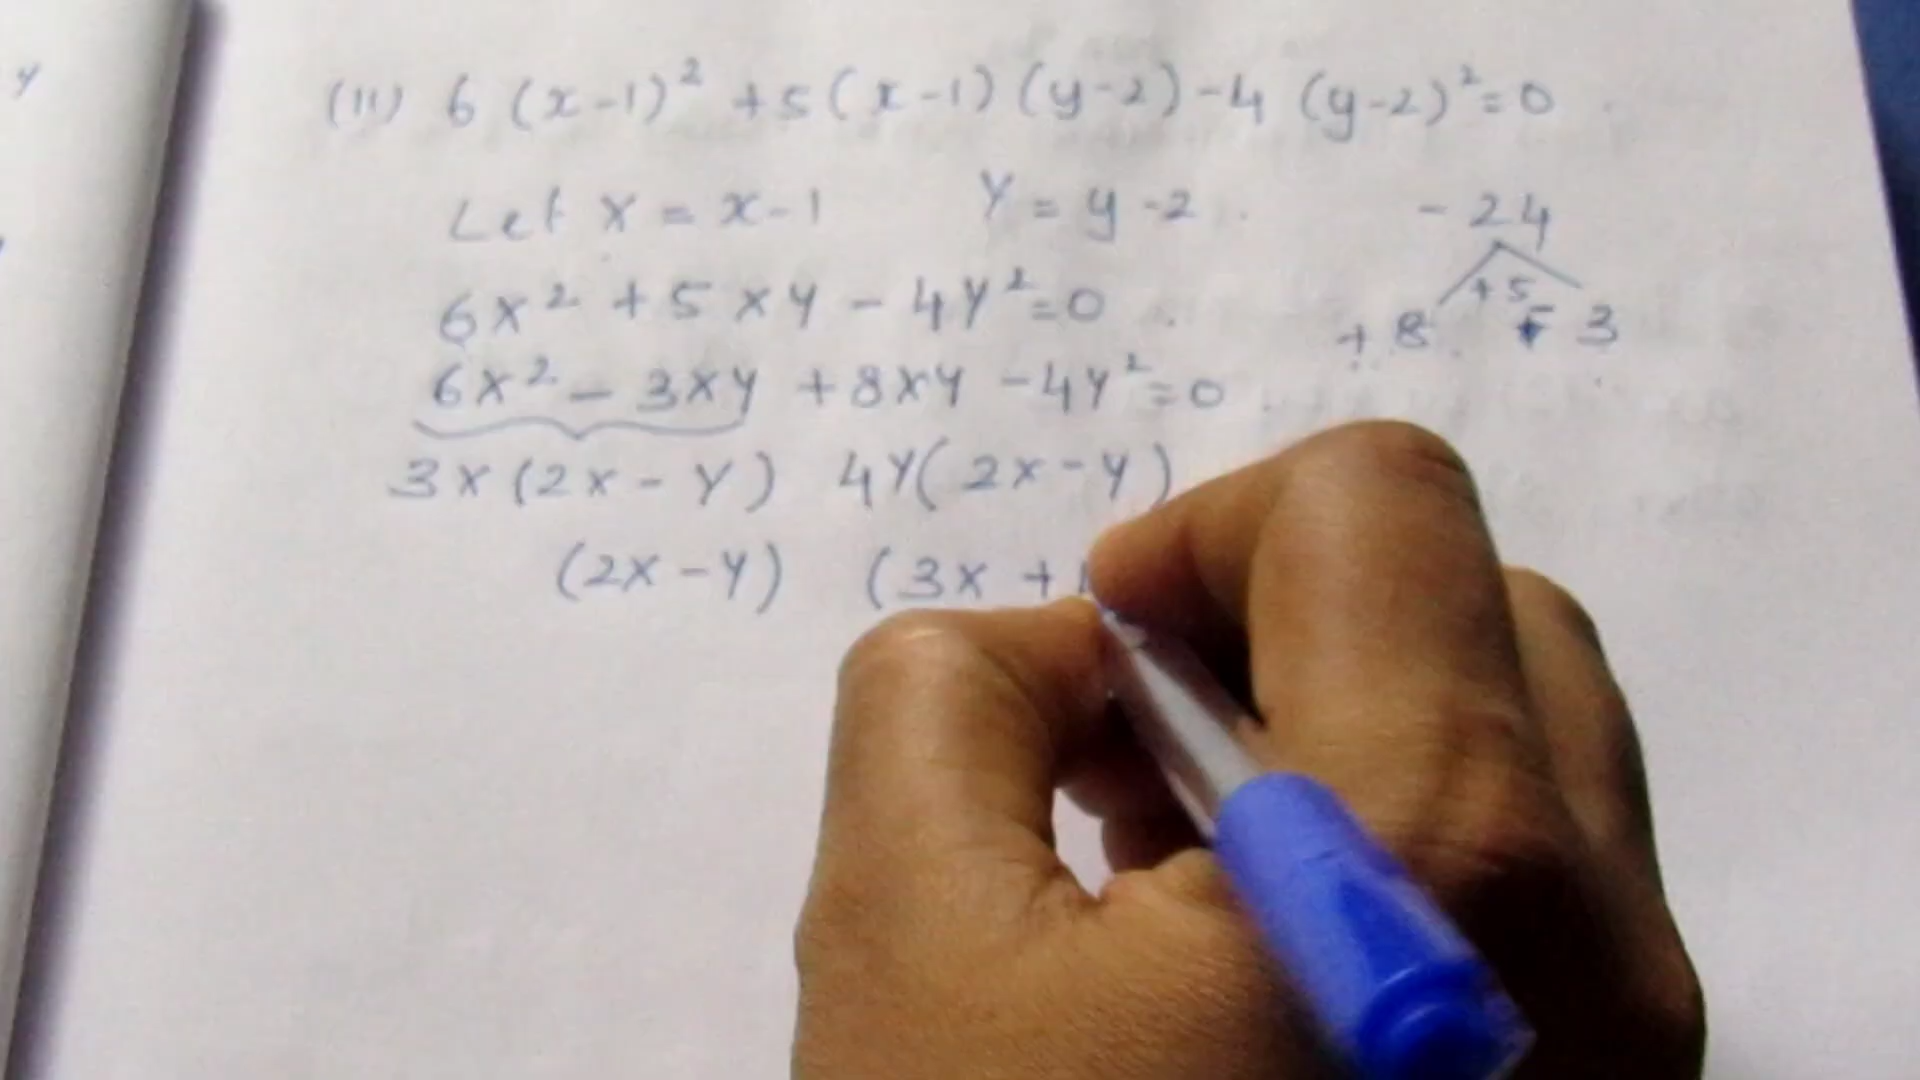 y
(III) 6 (x-1)² +5 (x-1) (y-2) -4 (y-2)² = 0
Let X = x-1 Y = y-2 .
-24
+5
+8 - 3
6X² + 5XY - 4Y² = 0
6X² - 3XY + 8XY - 4Y² = 0
3X (2X - Y) 4Y (2X - Y)
(2X - Y) (3X +